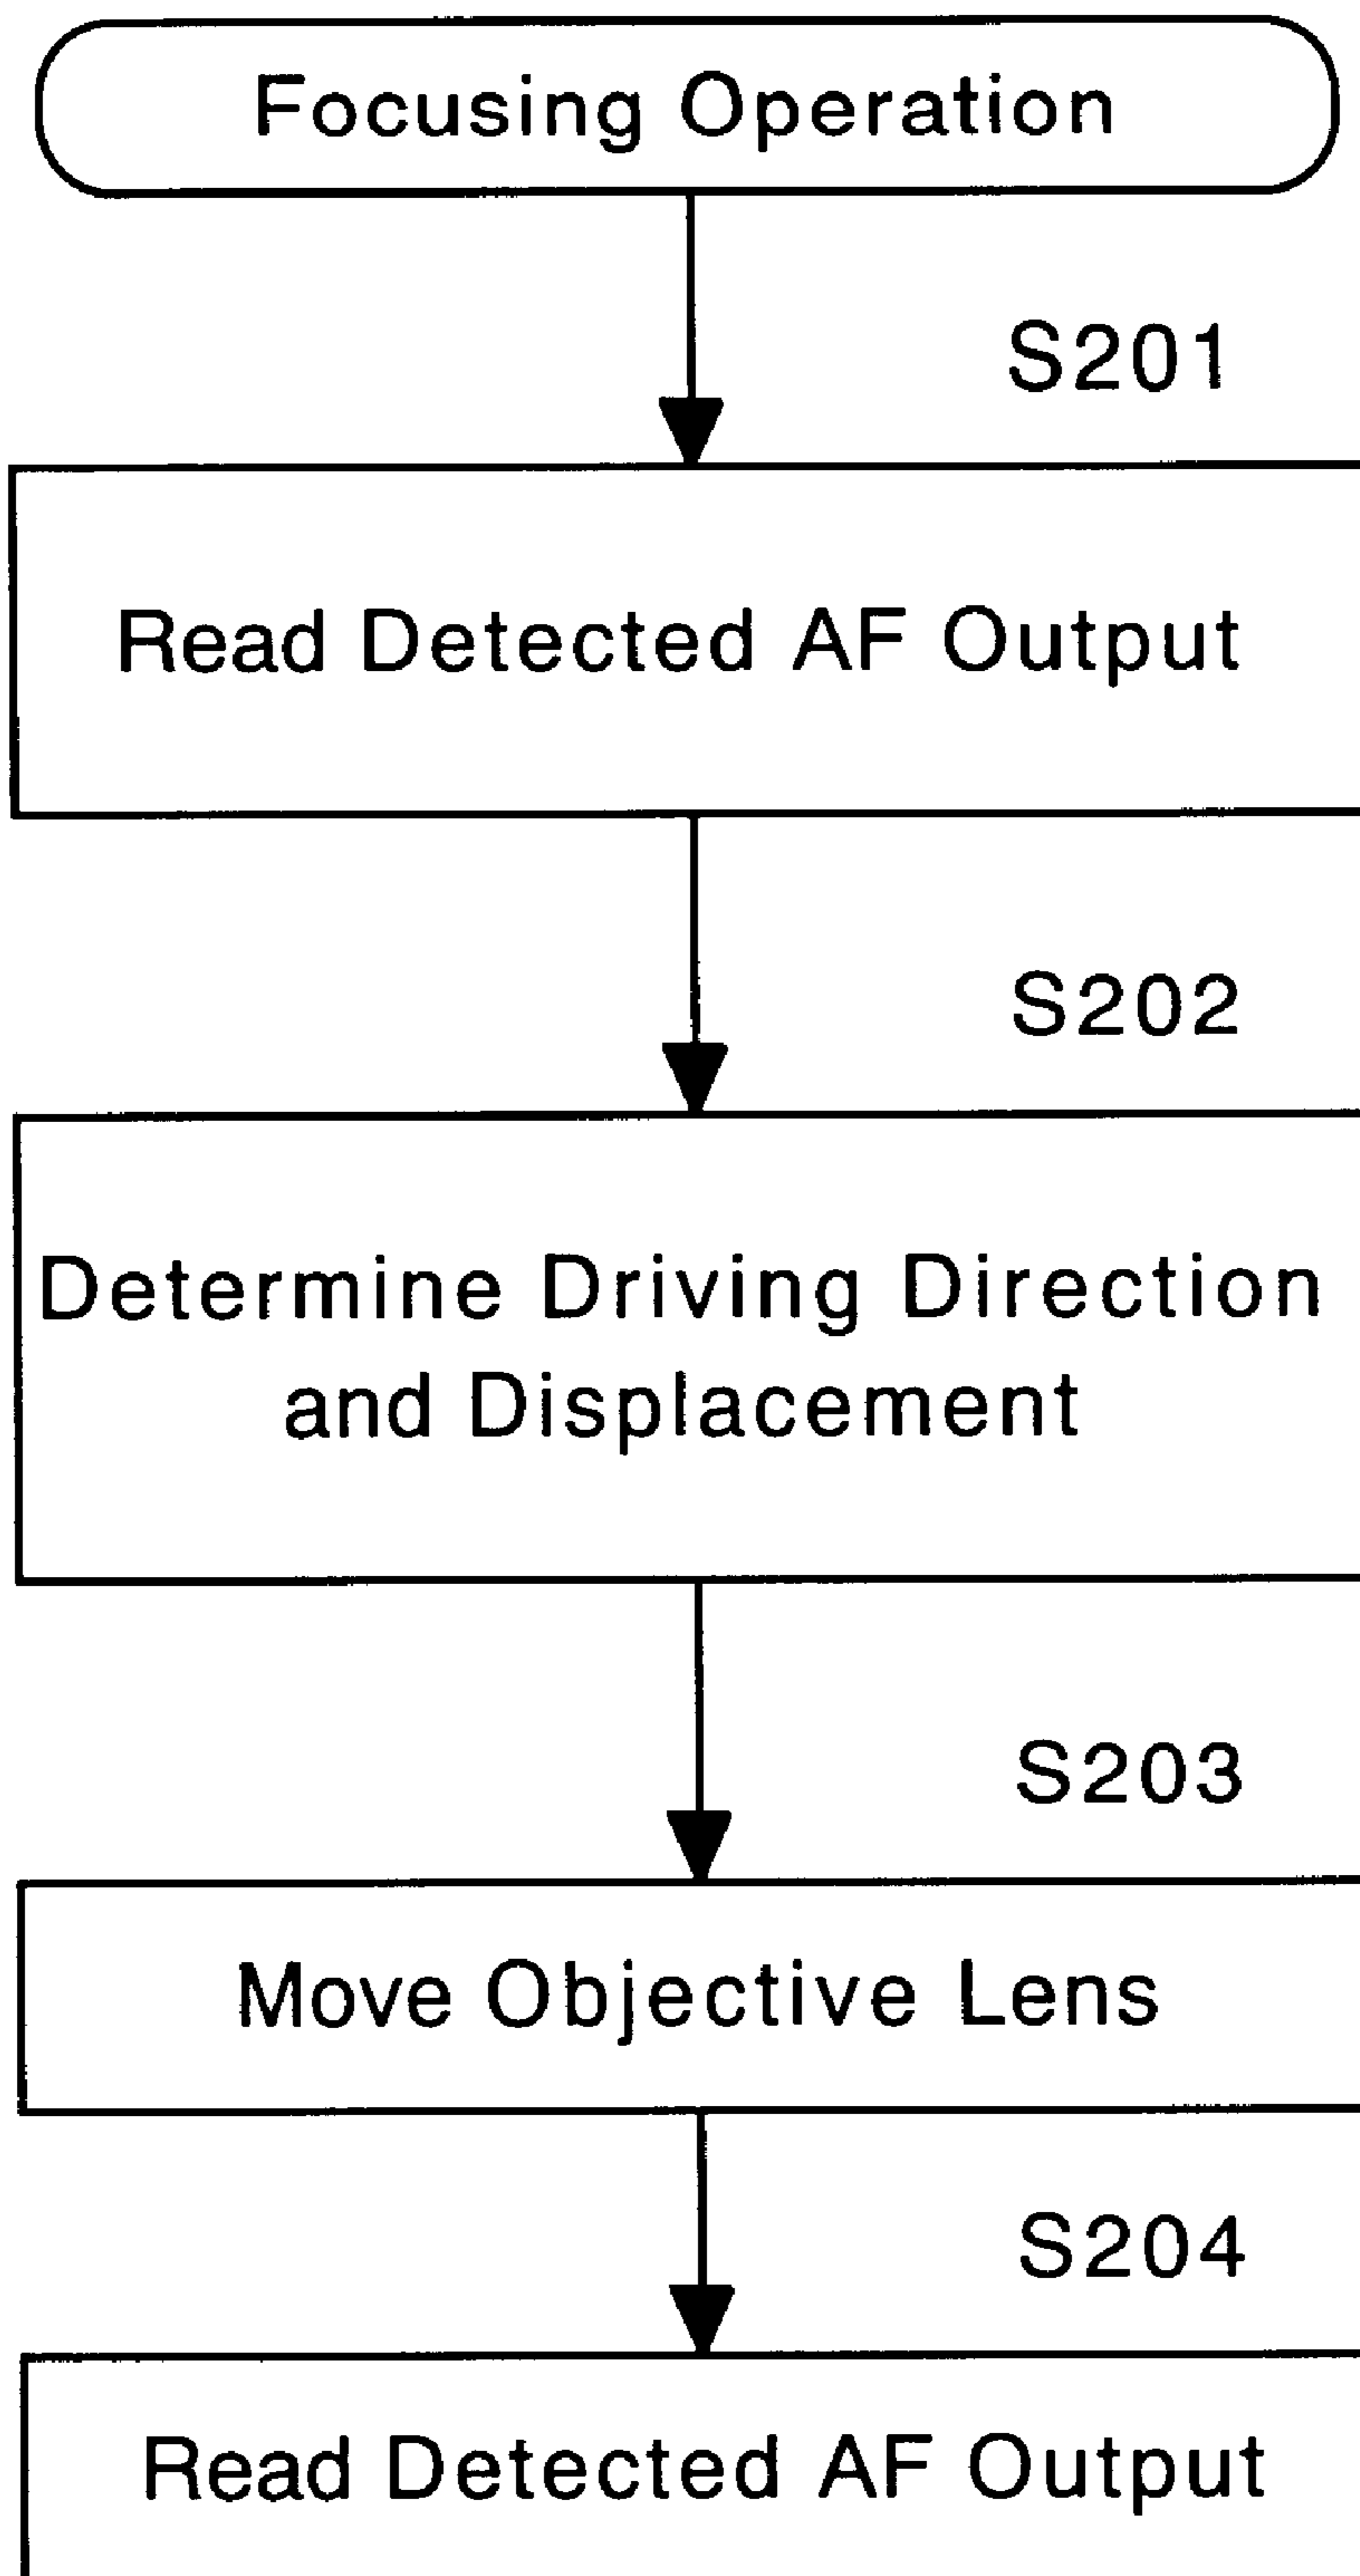 Focusing Operation
S201
Read Detected AF Output
S202
Determine Driving Direction
and Displacement
S203
Move Objective Lens
S204
Read Detected AF Output